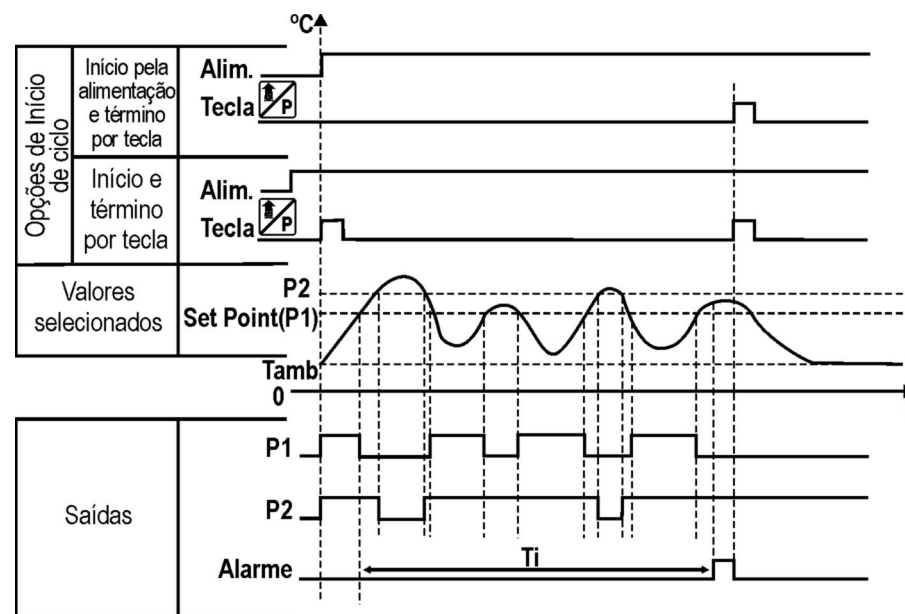 ºC
Opções de Início
de ciclo
Início pela
alimentação
e término
por tecla
Alim.
Tecla P
Início e
término
por tecla
Alim.
Tecla P
Valores
selecionados
P2
Set Point(P1)
Tamb
0
Saídas
P1
P2
Alarme
Ti